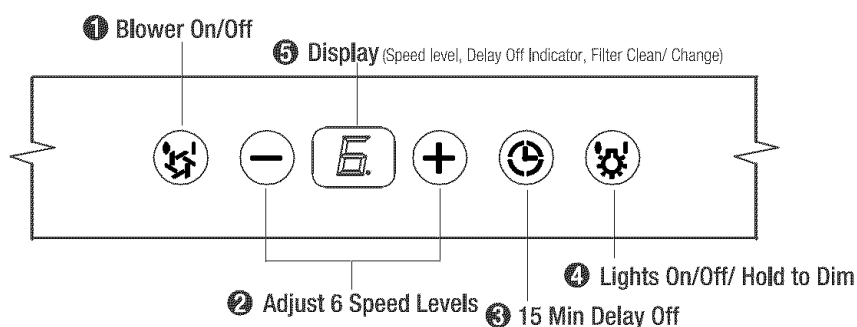 ❶ Blower On/Off
❺ Display (Speed level, Delay Off Indicator, Filter Clean/ Change)
6.
❹ Lights On/Off/ Hold to Dim
❷ Adjust 6 Speed Levels
❸ 15 Min Delay Off